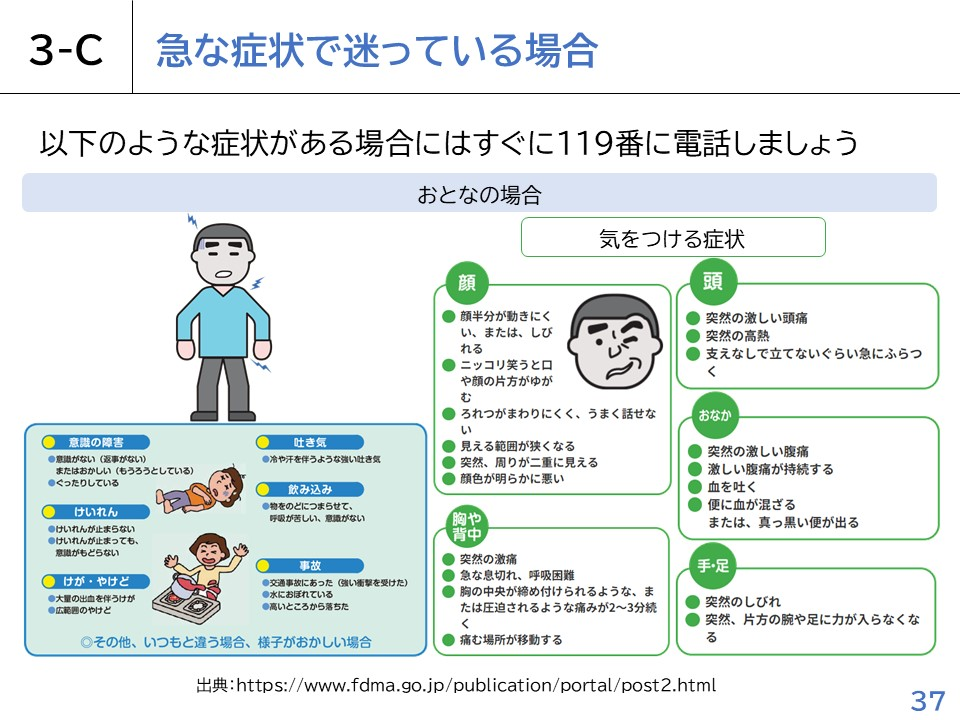 3-C
急な症状で迷っている場合
以下のような症状がある場合にはすぐに119番に電話しましょう
おとなの場合
気をつける症状
顔
顔半分が動きにく
い、または、しび
れる
ニッコリ笑うと口
や顔の片方がゆが
む
ろれつがまわりにくく、うまく話せな
い
見える範囲が狭くなる
突然、周りが二重に見える
顔色が明らかに悪い
頭
突然の激しい頭痛
突然の高熱
支えなしで立てないぐらい急にふらつ
く
おなか
突然の激しい腹痛
激しい腹痛が持続する
血を吐く
便に血が混ざる
または、真っ黒い便が出る
胸や
背中
突然の激痛
急な息切れ、呼吸困難
胸の中央が締め付けられるような、ま
たは圧迫されるような痛みが2~3分続
く
痛む場所が移動する
手・足
突然のしびれ
突然、片方の腕や足に力が入らなくな
る
意識の障害
意識がない(返事がない)
またはおかしい(もうろうとしている)
ぐったりしている
けいれん
けいれんが止まらない
けいれんが止まっても、
意識がもどらない
けが・やけど
大量の出血を伴うけが
広範囲のやけど
吐き気
冷や汗を伴うような強い吐き気
飲み込み
物をのどにつまらせて、
呼吸が苦しい、意識がない
事故
交通事故にあった(強い衝撃を受けた)
水におぼれている
高いところから落ちた
◎その他、いつもと違う場合、様子がおかしい場合
出典:https://www.fdma.go.jp/publication/portal/post2.html
37